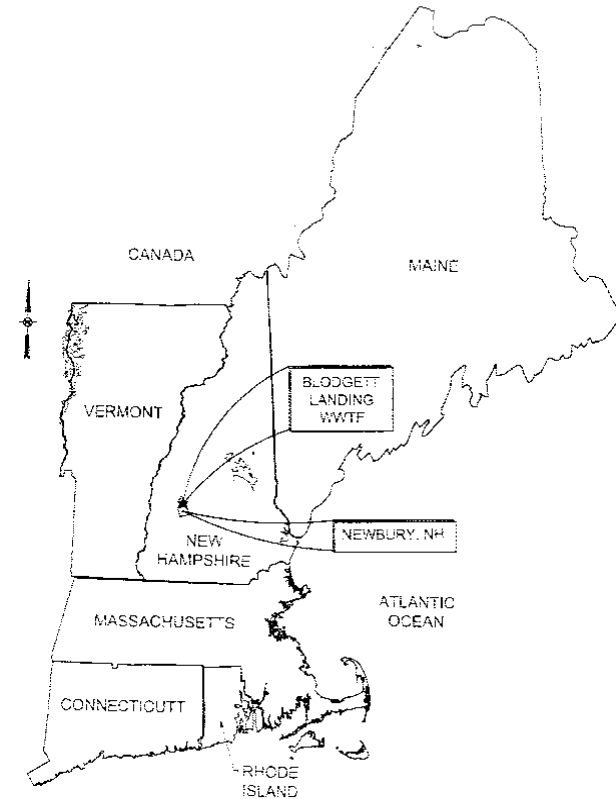 CANADA
MAINE
BLODGETT
LANDING
WWTF
VERMONT
NEWBURY, NH
NEW
HAMPSHIRE
ATLANTIC
OCEAN
MASSACHUSETTS
CONNECTICUTT
RHODE
ISLAND